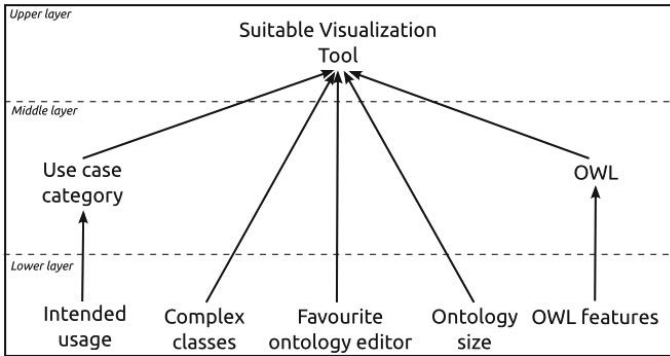 Upper layer
Suitable Visualization
Tool
Middle layer
Use case
category
OWL
Lower layer
Intended
usage
Complex
classes
Favourite
ontology editor
Ontology
size
OWL features